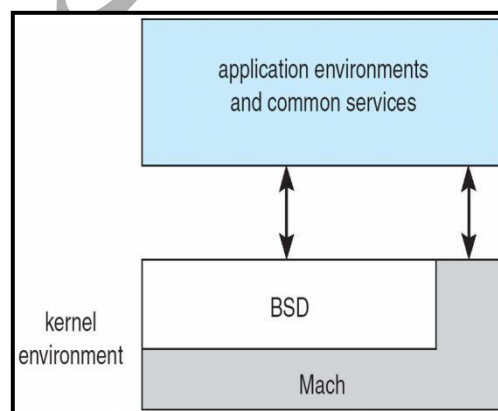 application environments
and common services
BSD
kernel
environment
Mach